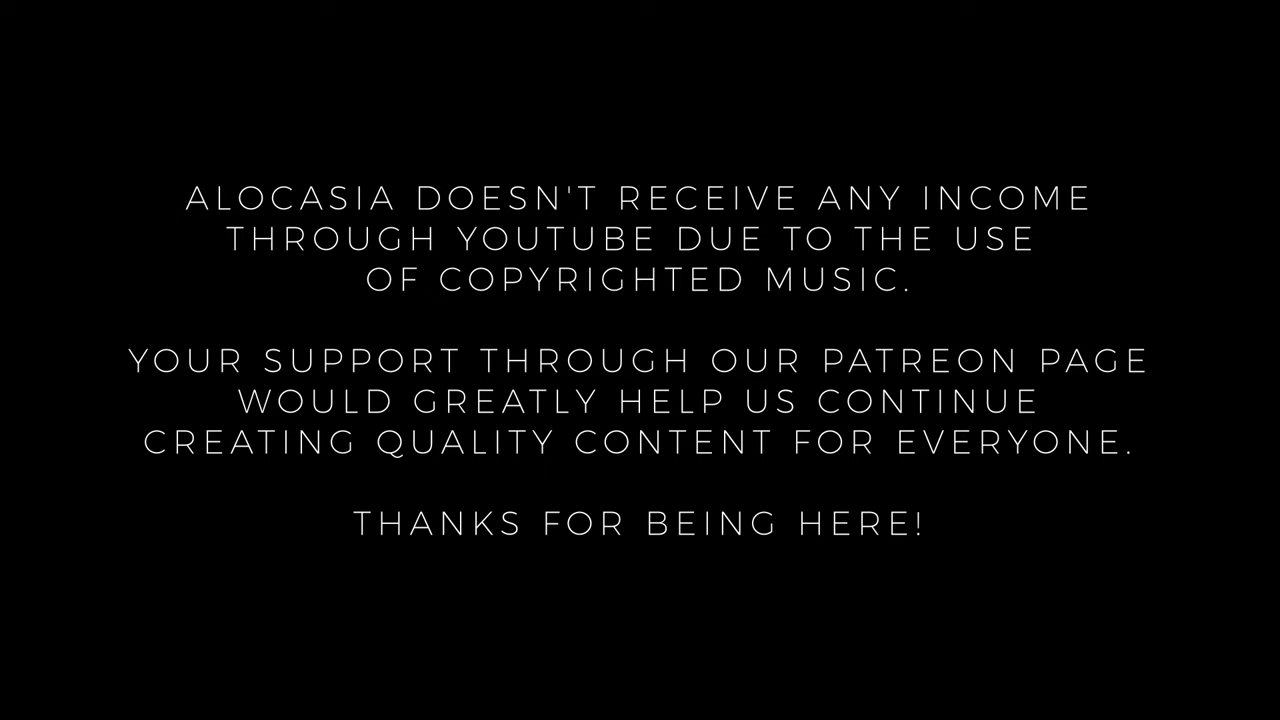 ALOCASIA DOESN'T RECEIVE ANY INCOME
THROUGH YOUTUBE DUE TO THE USE
OF COPYRIGHTED MUSIC.
YOUR SUPPORT THROUGH OUR PATREON PAGE
WOULD GREATLY HELP US CONTINUE
CREATING QUALITY CONTENT FOR EVERYONE.
THANKS FOR BEING HERE!